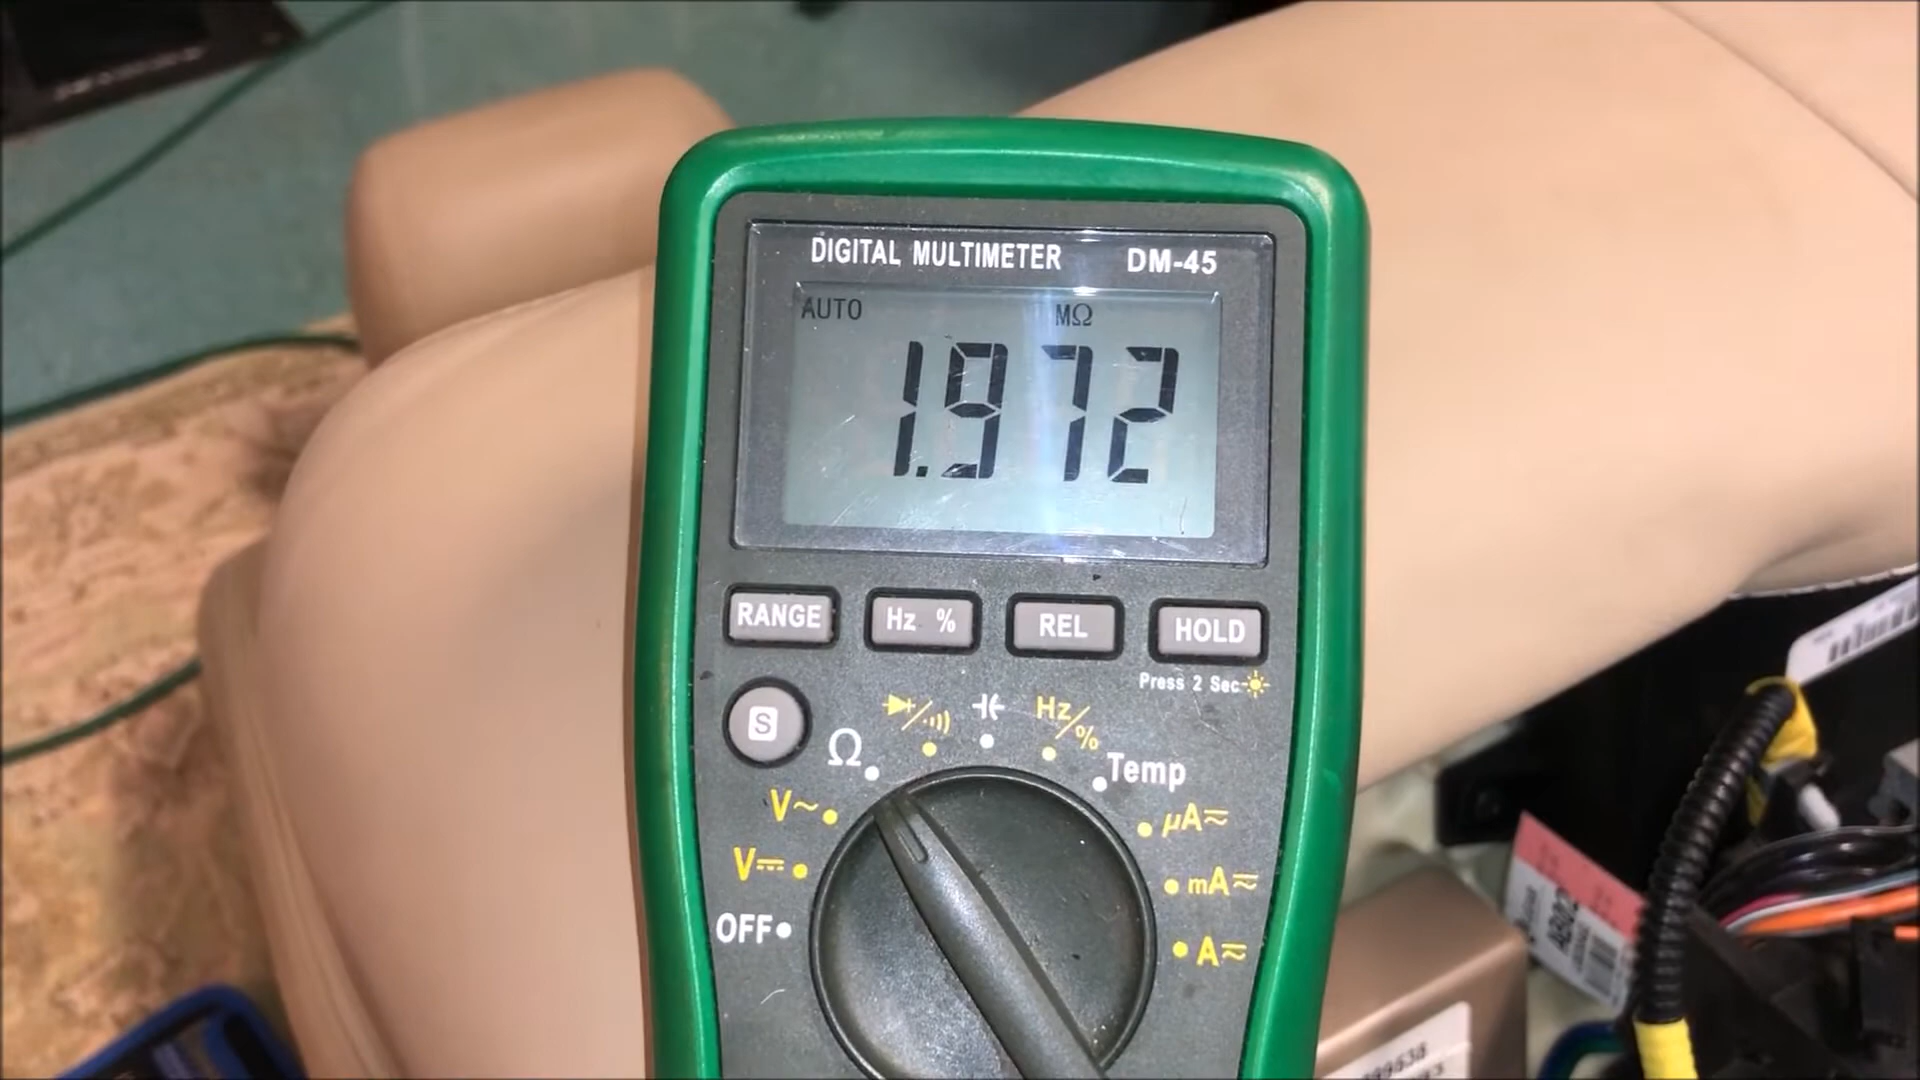 DIGITAL MULTIMETER DM-45
AUTO MΩ
1.972
RANGE Hz % REL HOLD
Press 2 Sec
S
Ω
Hz/%
Temp
V~
µA
V
mA
OFF
A